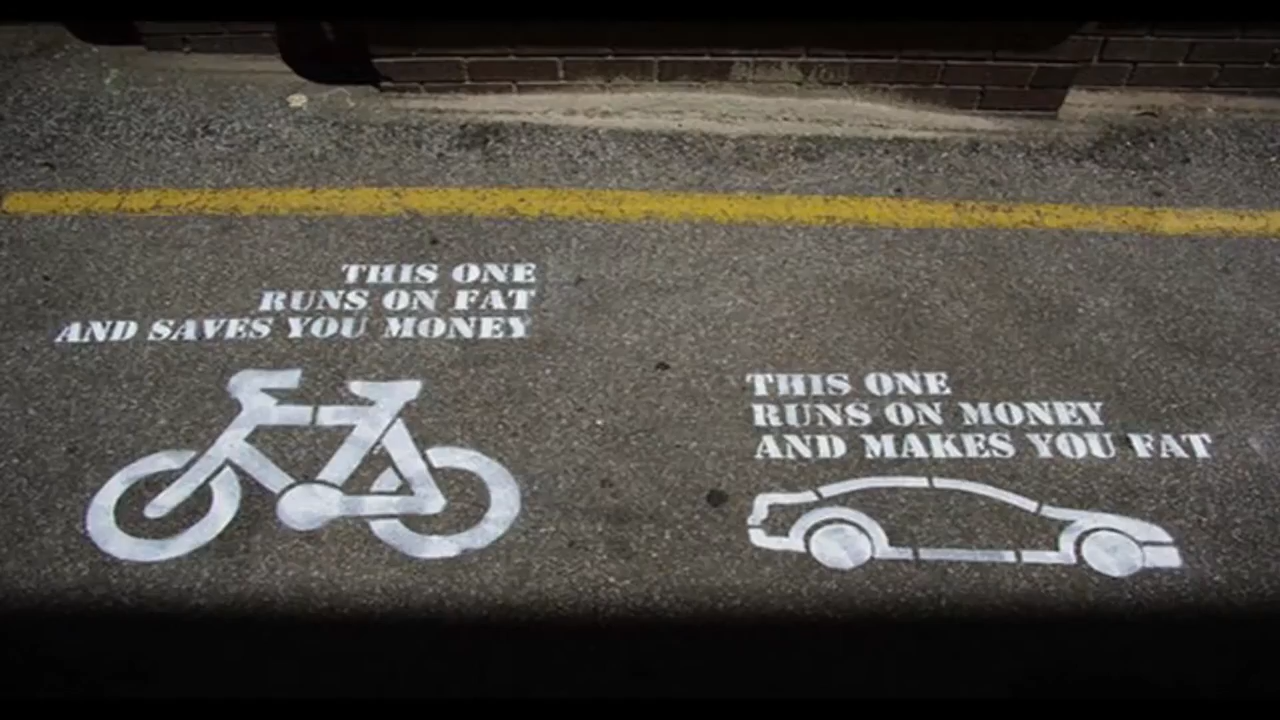 THIS ONE
RUNS ON FAT
AND SAVES YOU MONEY
THIS ONE
RUNS ON MONEY
AND MAKES YOU FAT